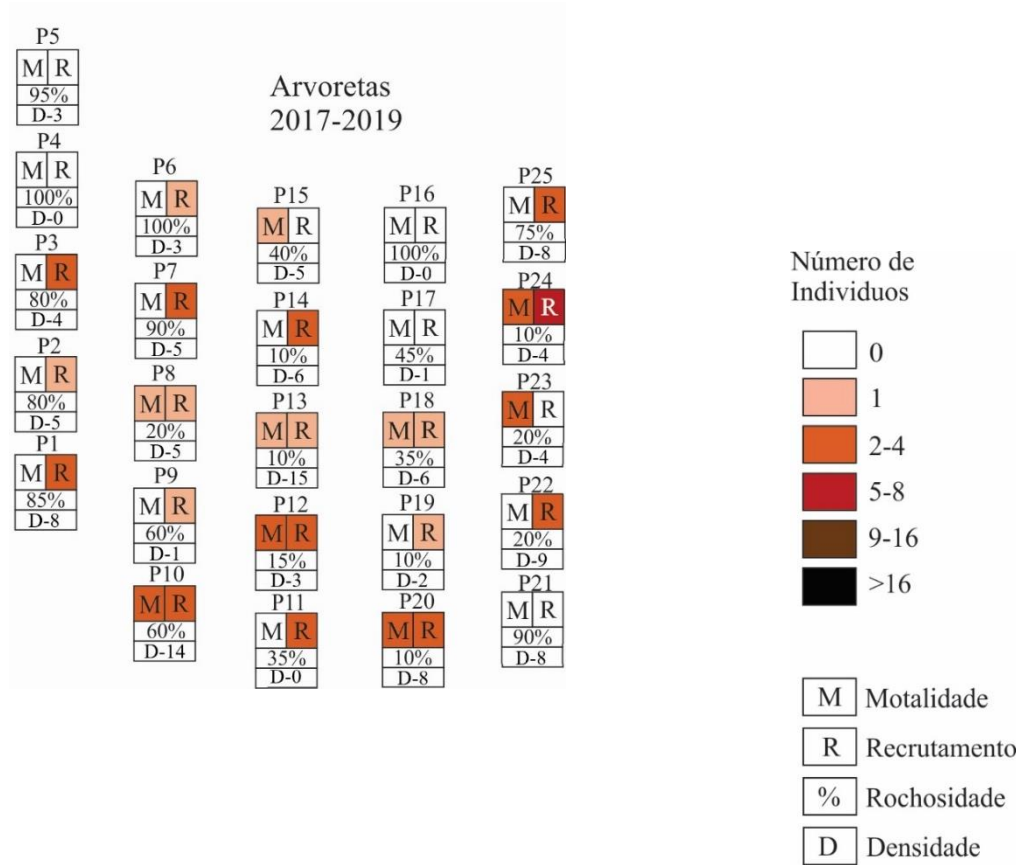 Arvoretas
2017-2019
P5
M R
95%
D-3
P4
M R
100%
D-0
P3
M R
80%
D-4
P2
M R
80%
D-5
P1
M R
85%
D-8
P6
M R
100%
D-3
P7
M R
90%
D-5
P8
M R
20%
D-5
P9
M R
60%
D-1
P10
M R
60%
D-14
P15
M R
40%
D-5
P14
M R
10%
D-6
P13
M R
10%
D-15
P12
M R
15%
D-3
P11
M R
35%
D-0
P16
M R
100%
D-0
P17
M R
45%
D-1
P18
M R
35%
D-6
P19
M R
10%
D-2
P20
M R
10%
D-8
P25
M R
75%
D-8
P24
M R
10%
D-4
P23
M R
20%
D-4
P22
M R
20%
D-9
P21
M R
90%
D-8
Número de
Individuos
0
1
2-4
5-8
9-16
>16
M Motalidade
R Recrutamento
% Rochosidade
D Densidade